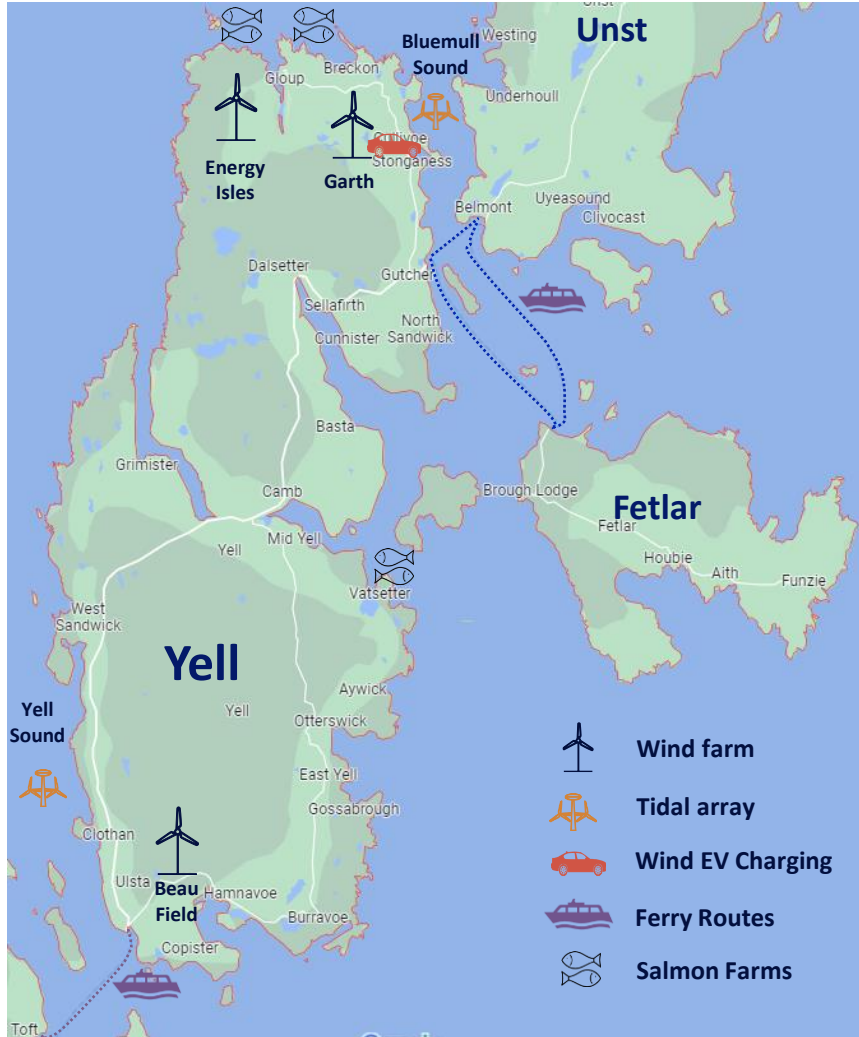 Unst
Westing
Bluemull
Sound
Breckon
Gloup
Underhoull
Stonganess
Energy
Isles
Garth
Belmont
Uyeasound
Clivocast
Dalsetter
Gutcher
Sellafirth
North
Sandwick
Cunnister
Basta
Grimister
Camb
Brough Lodge
Fetlar
Fetlar
Mid Yell
Yell
Houbie
Aith
Funzie
Vatsetter
West
Sandwick
Yell
Aywick
Yell
Otterswick
Yell
Sound
Wind farm
East Yell
Tidal array
Gossabrough
Clothan
Wind EV Charging
Ulsta
Beau
Field
Hamnavoe
Burravoe
Ferry Routes
Copister
Salmon Farms
Toft